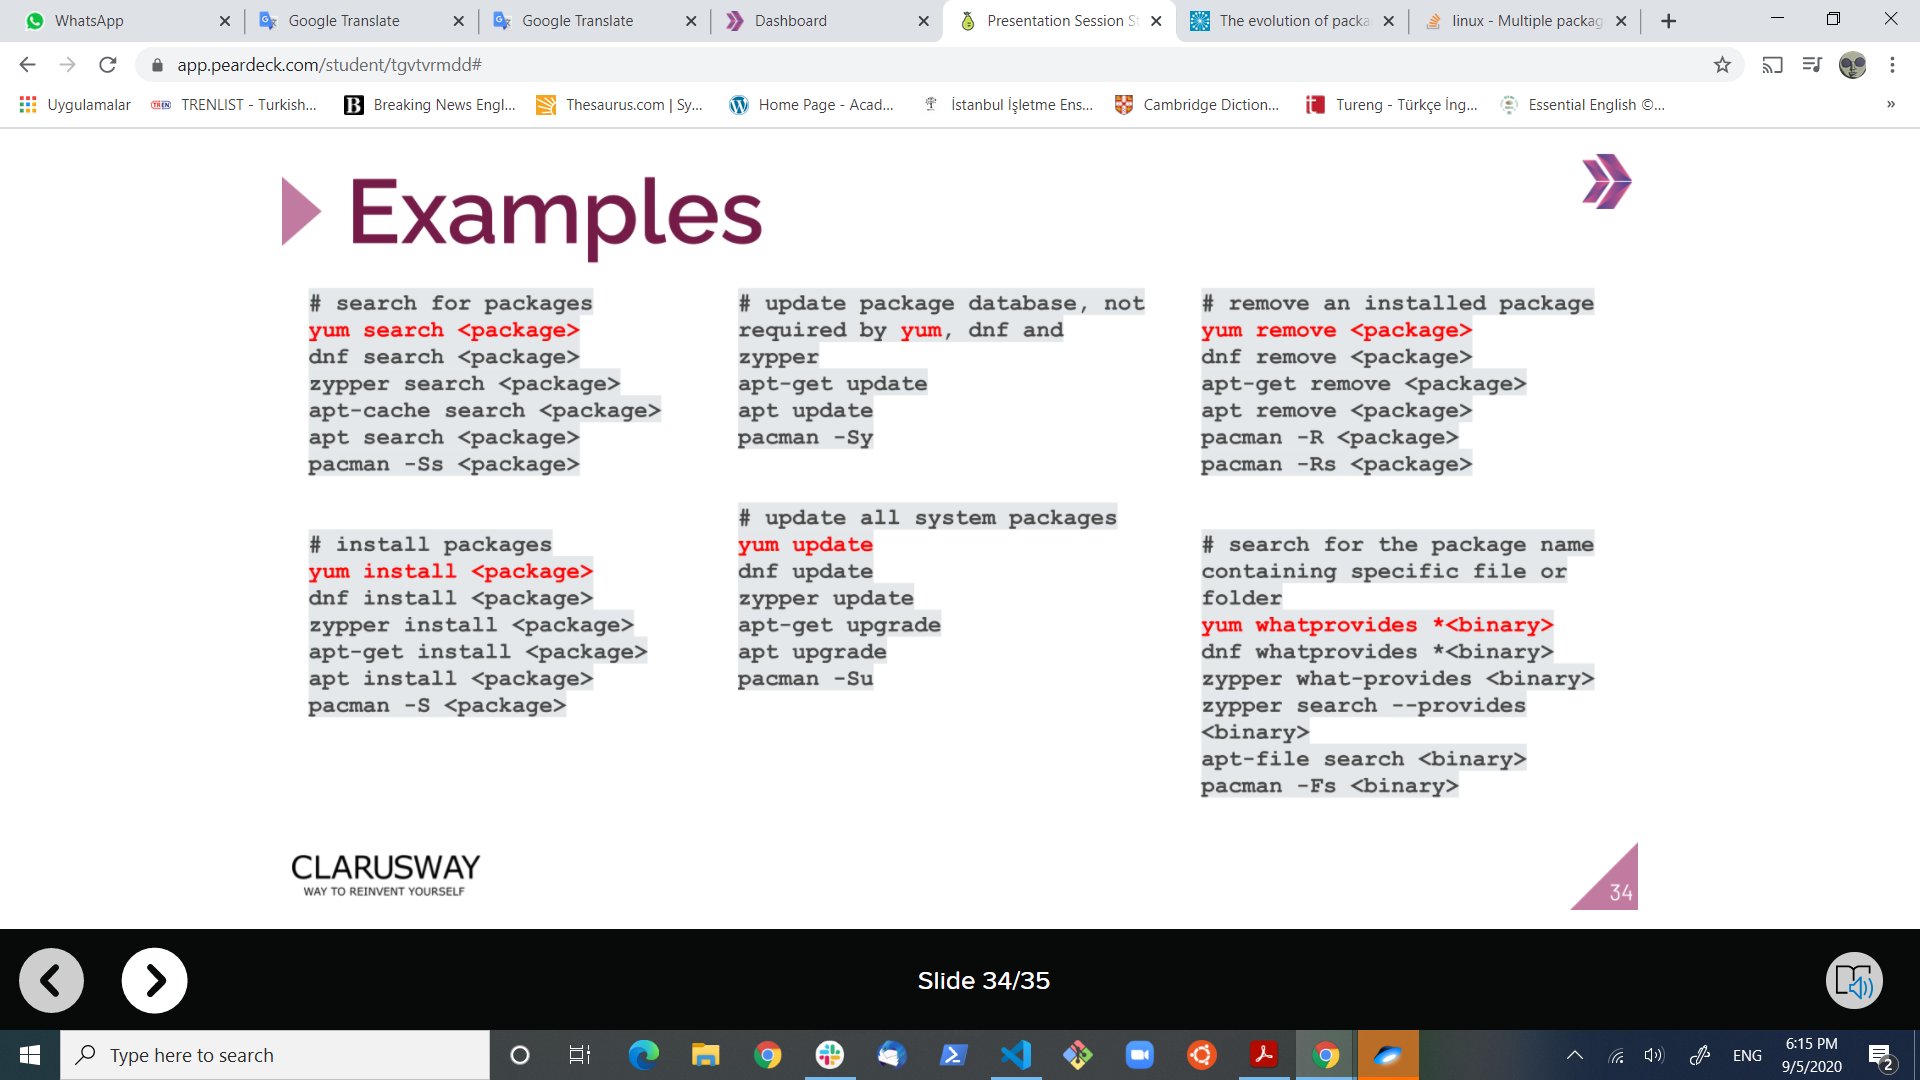 WhatsApp
Google Translate
Google Translate
Dashboard
Presentation Session St
The evolution of packa
linux - Multiple packag
app.peardeck.com/student/tgvtvrmdd#
Uygulamalar
TREN
TRENLIST - Turkish...
B
Breaking News Engl...
Thesaurus.com | Sy...
Home Page - Acad...
İstanbul İşletme Ens...
Cambridge Diction...
Tureng - Türkçe İng...
Essential English ©...
»
Examples
# search for packages
yum search <package>
dnf search <package>
zypper search <package>
apt-cache search <package>
apt search <package>
pacman -Ss <package>
# install packages
yum install <package>
dnf install <package>
zypper install <package>
apt-get install <package>
apt install <package>
pacman -S <package>
# update package database, not
required by yum, dnf and
zypper
apt-get update
apt update
pacman -Sy
# update all system packages
yum update
dnf update
zypper update
apt-get upgrade
apt upgrade
pacman -Su
# remove an installed package
yum remove <package>
dnf remove <package>
apt-get remove <package>
apt remove <package>
pacman -R <package>
pacman -Rs <package>
# search for the package name
containing specific file or
folder
yum whatprovides *<binary>
dnf whatprovides *<binary>
zypper what-provides <binary>
zypper search --provides
<binary>
apt-file search <binary>
pacman -Fs <binary>
CLARUSWAY
WAY TO REINVENT YOURSELF
34
Slide 34/35
Type here to search
ENG
6:15 PM
9/5/2020
2